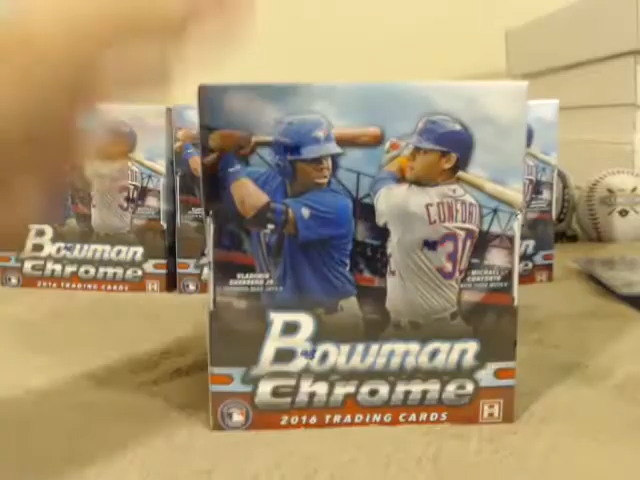 CONFORTO
30
VLADIMIR
GUERRERO JR.
MICHAEL
CONFORTO
BOWMAN
Chrome
2016 TRADING CARDS
H
BOWMAN
Chrome
2016 TRADING CARDS
H